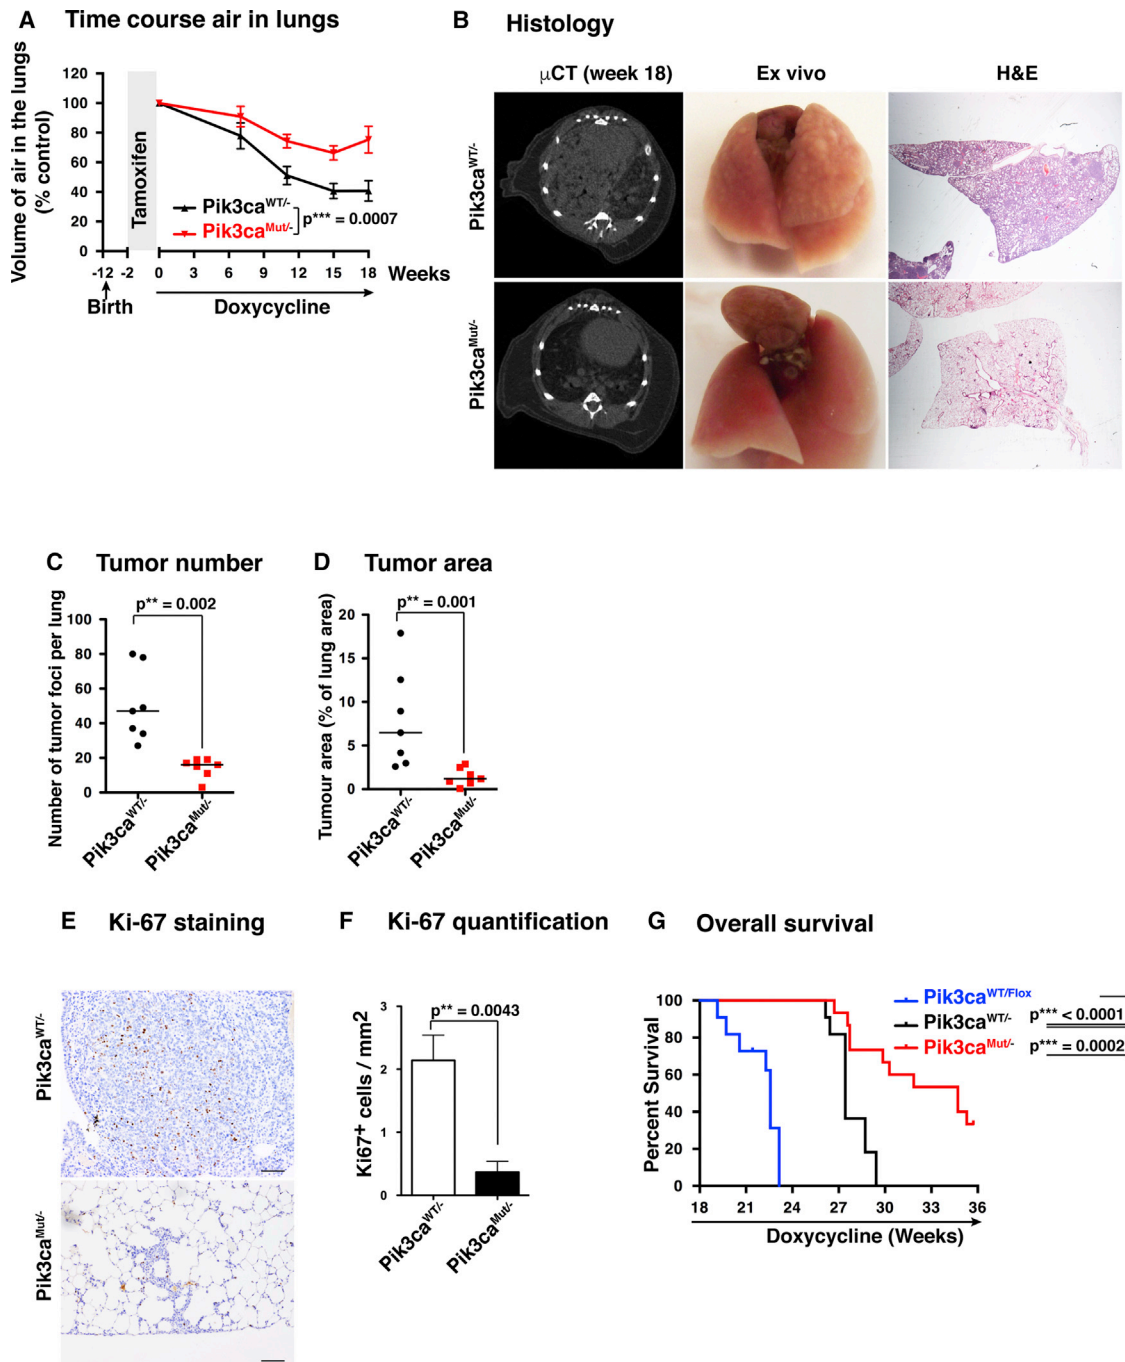 A Time course air in lungs
Volume of air in the lungs
(% control)
120
100
80
60
40
20
0
Tamoxifen
Pik3caWT/-
Pik3caMut/-
p*** = 0.0007
-12 -2 0 3 6 9 12 15 18 Weeks
Birth
Doxycycline
B Histology
µCT (week 18) Ex vivo H&E
Pik3caWT/-
Pik3caMut/-
C Tumor number
p** = 0.002
Number of tumor foci per lung
100
80
60
40
20
0
Pik3caWT/-
Pik3caMut/-
D Tumor area
p** = 0.001
Tumour area (% of lung area)
20
15
10
5
0
Pik3caWT/-
Pik3caMut/-
E Ki-67 staining
Pik3caWT/-
Pik3caMut/-
F Ki-67 quantification
p** = 0.0043
Ki67+ cells / mm2
3
2
1
0
Pik3caWT/-
Pik3caMut/-
G Overall survival
Percent Survival
100
80
60
40
20
0
Pik3caWT/Flox
Pik3caWT/-
Pik3caMut/-
p*** < 0.0001
p*** = 0.0002
18 21 24 27 30 33 36
Doxycycline (Weeks)